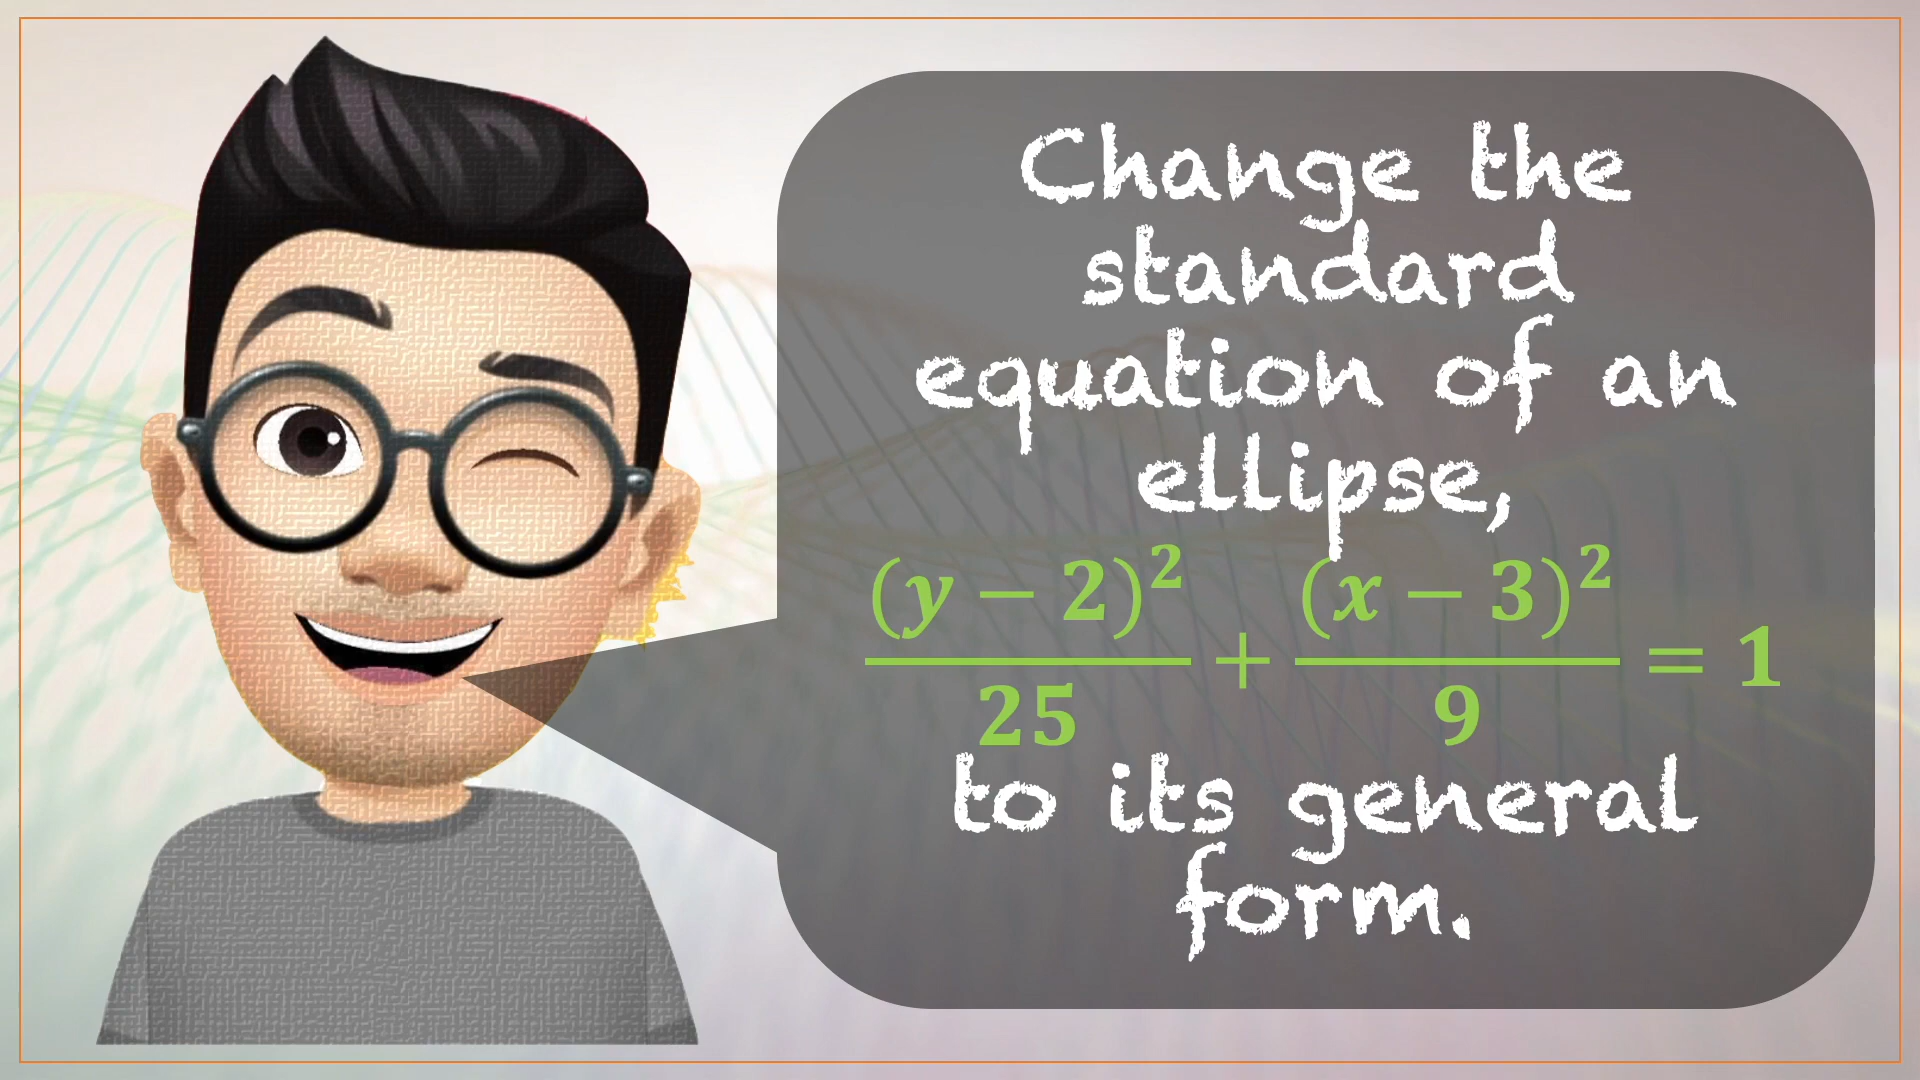 Change the
standard
equation of an
ellipse,
(y − 2)²/25 + (x − 3)²/9 = 1
to its general
form.